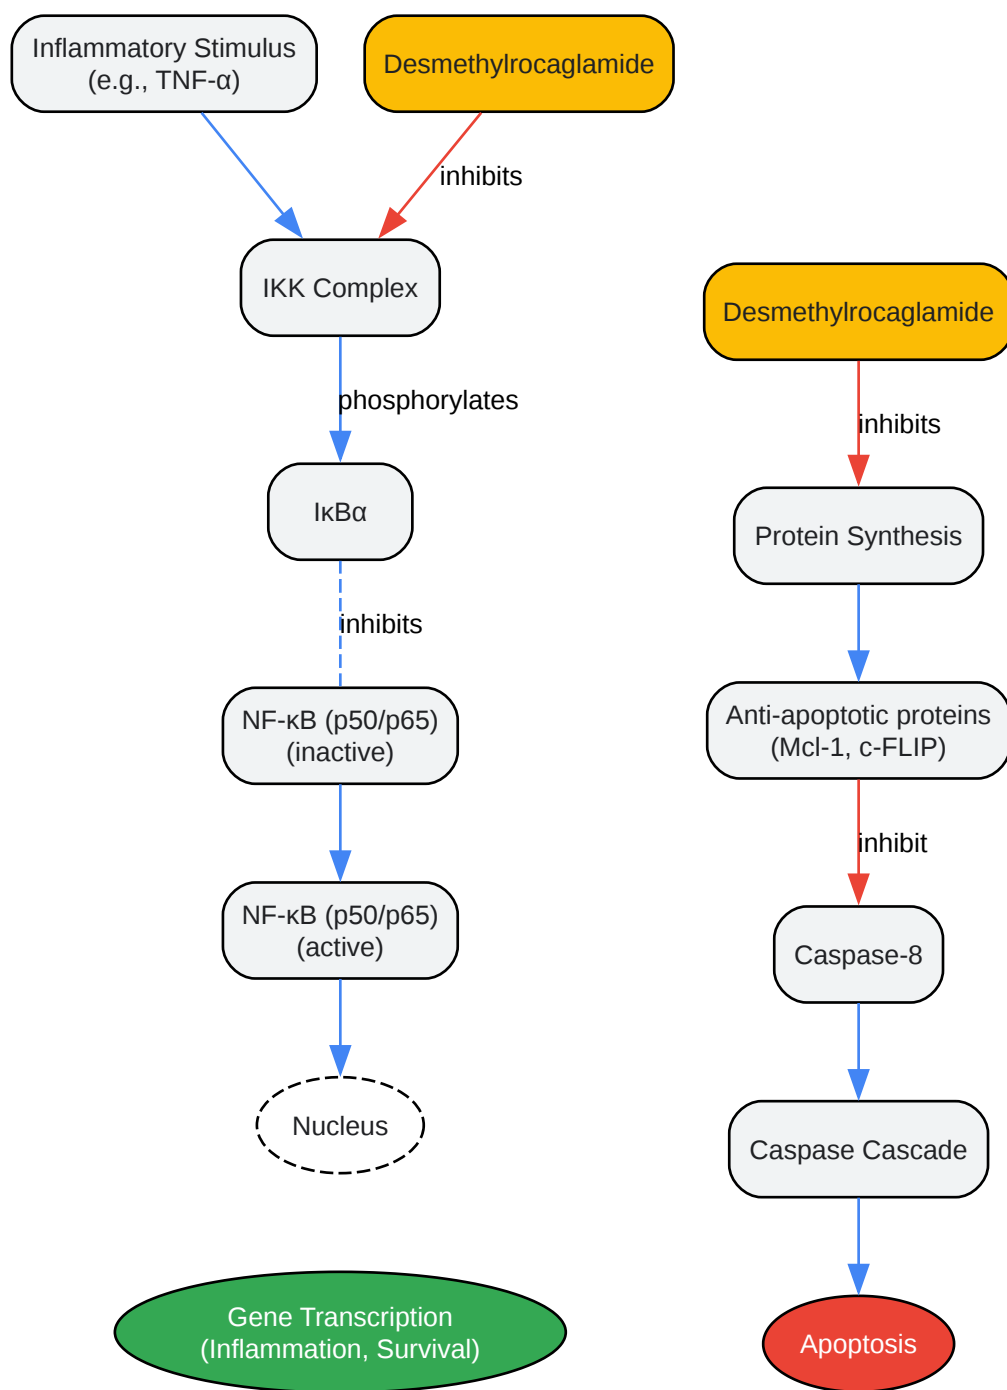 Inflammatory Stimulus
(e.g., TNF-α)
Desmethylrocaglamide
inhibits
IKK Complex
phosphorylates
IκBα
inhibits
NF-κB (p50/p65)
(inactive)
NF-κB (p50/p65)
(active)
Nucleus
Gene Transcription
(Inflammation, Survival)
Desmethylrocaglamide
inhibits
Protein Synthesis
Anti-apoptotic proteins
(Mcl-1, c-FLIP)
inhibit
Caspase-8
Caspase Cascade
Apoptosis